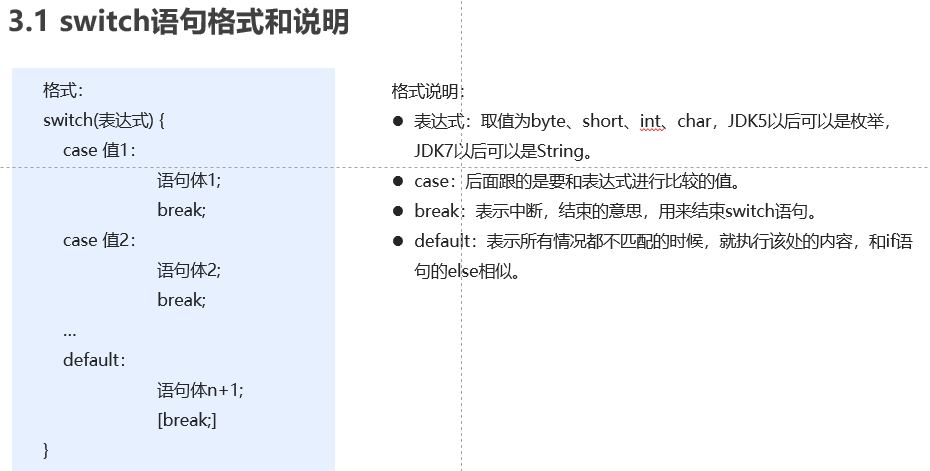 3.1 switch语句格式和说明
格式：
switch(表达式) {
case 值1：
语句体1;
break;
case 值2：
语句体2;
break;
…
default：
语句体n+1;
[break;]
}
格式说明：
● 表达式：取值为byte、short、int、char，JDK5以后可以是枚举，
JDK7以后可以是String。
● case：后面跟的是要和表达式进行比较的值。
● break：表示中断，结束的意思，用来结束switch语句。
● default：表示所有情况都不匹配的时候，就执行该处的内容，和if语
句的else相似。